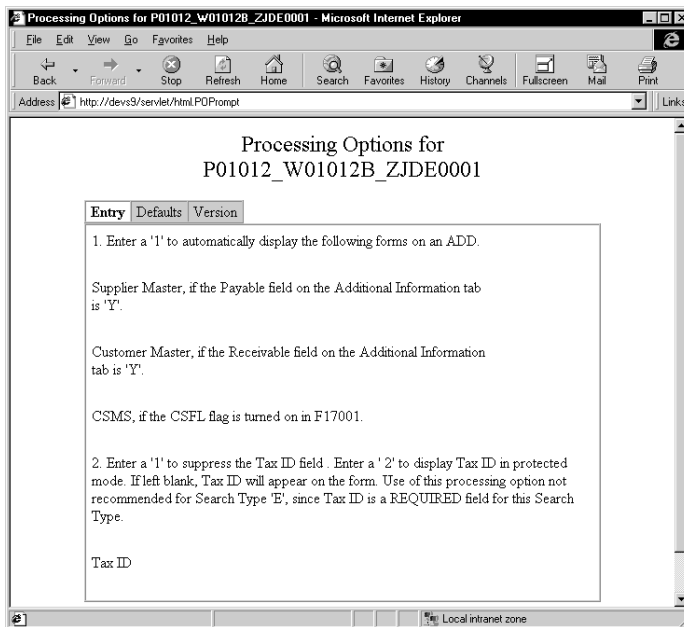 Processing Options for P01012_W01012B_ZJDE0001 - Microsoft Internet Explorer
File Edit View Go Favorites Help
Back Forward Stop Refresh Home Search Favorites History Channels Fullscreen Mail Print
Address http://devs9/servlet/html.POPrompt Links
Processing Options for
P01012_W01012B_ZJDE0001
Entry Defaults Version
1. Enter a '1' to automatically display the following forms on an ADD.
Supplier Master, if the Payable field on the Additional Information tab
is 'Y'.
Customer Master, if the Receivable field on the Additional Information
tab is 'Y'.
CSMS, if the CSFL flag is turned on in F17001.
2. Enter a '1' to suppress the Tax ID field . Enter a ' 2' to display Tax ID in protected
mode. If left blank, Tax ID will appear on the form. Use of this processing option not
recommended for Search Type 'E', since Tax ID is a REQUIRED field for this Search
Type.
Tax ID
Local intranet zone